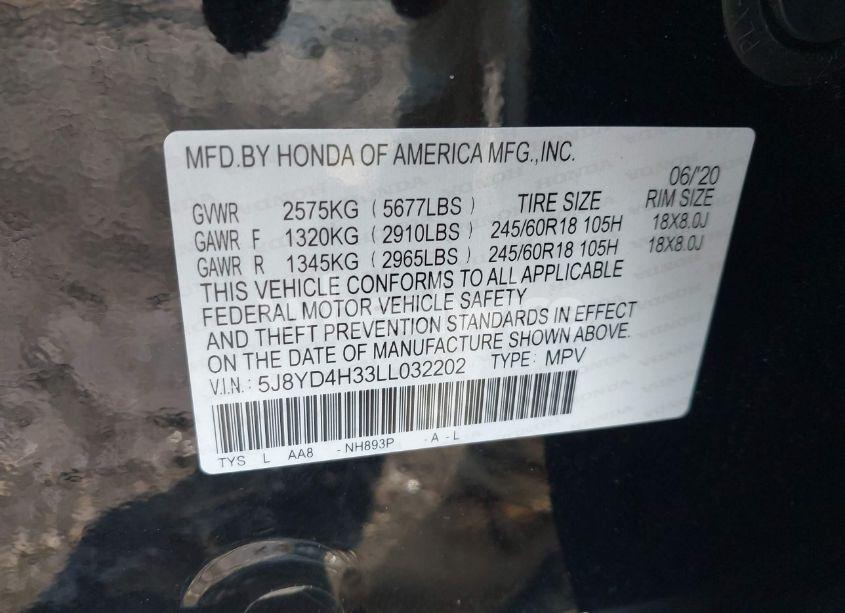 MFD.BY HONDA OF AMERICA MFG.,INC.
06/'20
GVWR 2575KG (5677LBS) TIRE SIZE RIM SIZE
GAWR F 1320KG (2910LBS) 245/60R18 105H 18X8.0J
GAWR R 1345KG (2965LBS) 245/60R18 105H 18X8.0J
THIS VEHICLE CONFORMS TO ALL APPLICABLE
FEDERAL MOTOR VEHICLE SAFETY
AND THEFT PREVENTION STANDARDS IN EFFECT
ON THE DATE OF MANUFACTURE SHOWN ABOVE.
V.I.N.: 5J8YD4H33LL032202 TYPE: MPV
TYS L AA8 -NH893P -A-L